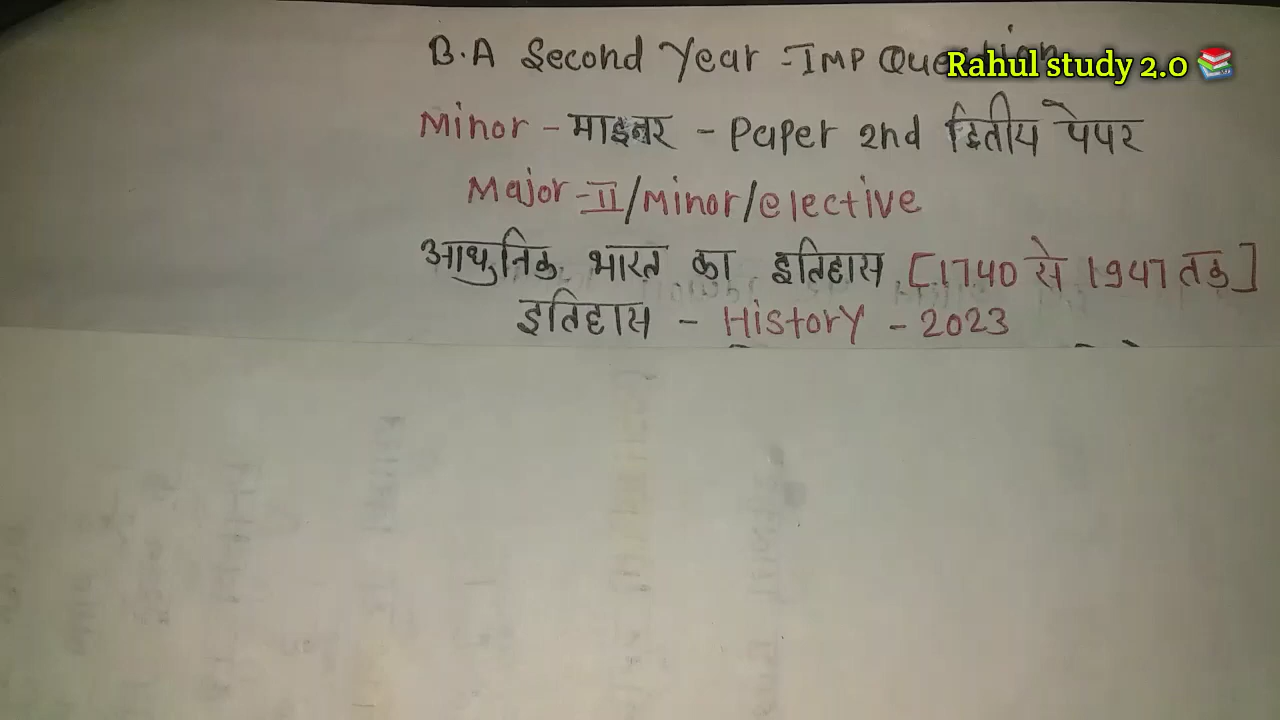 B.A Second Year - IMP Question
Rahul study 2.0
Minor - माइनर - Paper 2nd द्वितीय पेपर
Major - II/Minor/elective
आधुनिक भारत का इतिहास [1740 से 1947 तक]
इतिहास - History - 2023